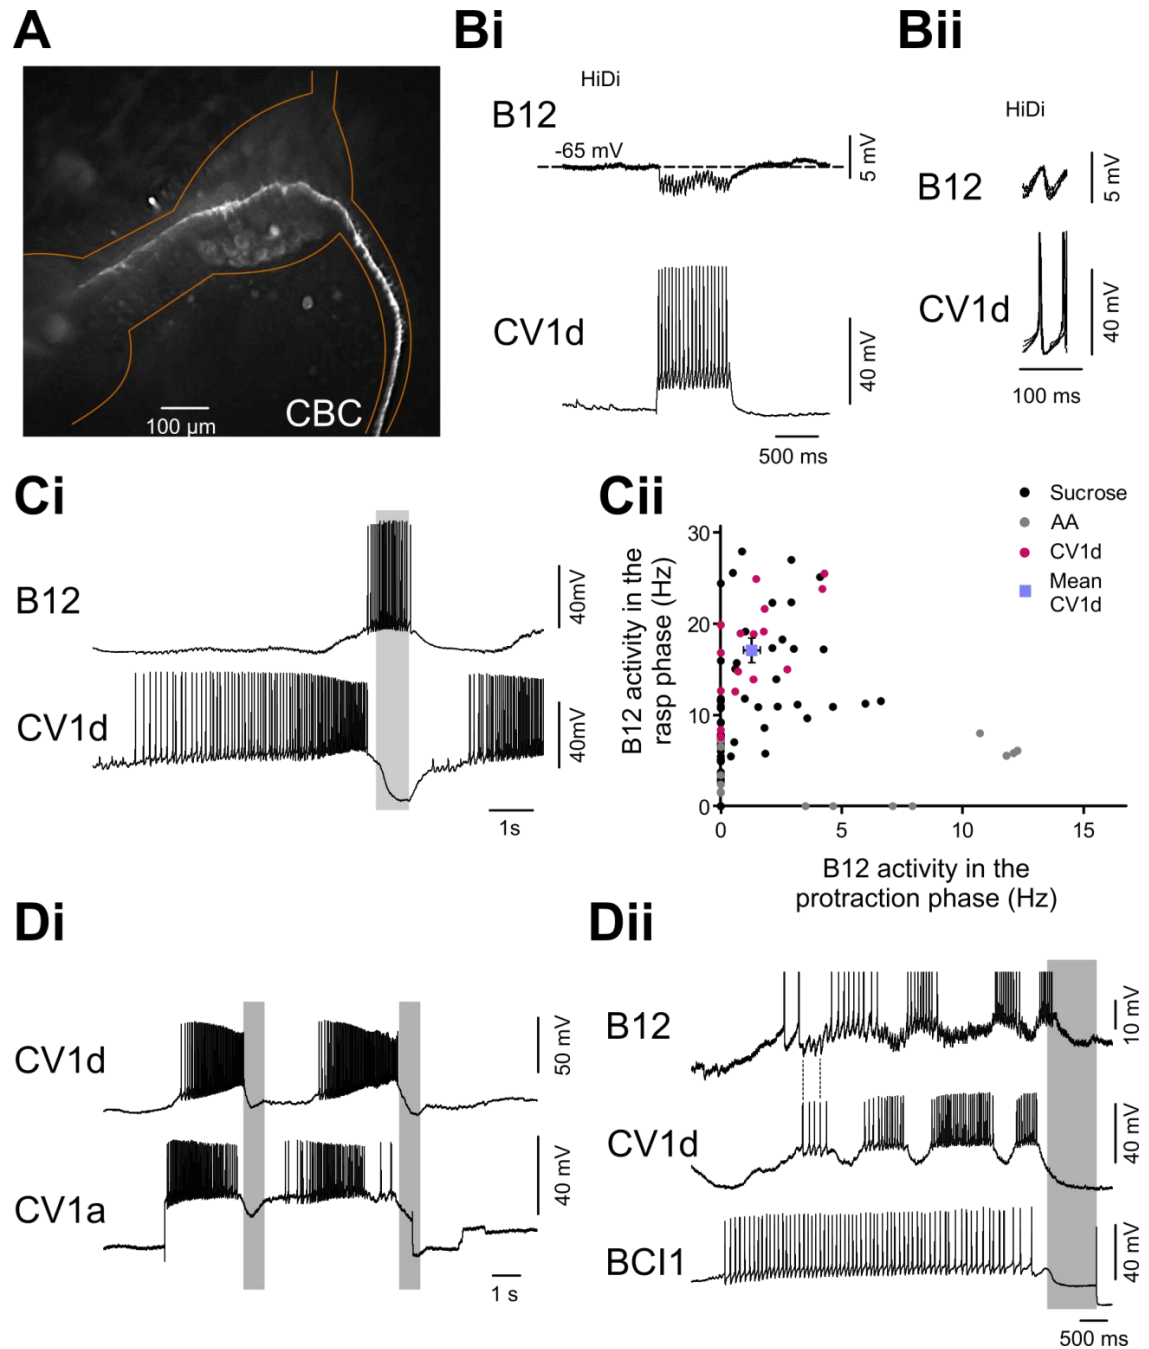 A
CBC
100 µm
Bi
HiDi
B12
-65 mV
5 mV
CV1d
40 mV
500 ms
Bii
HiDi
B12
5 mV
CV1d
40 mV
100 ms
Ci
B12
40mV
CV1d
40mV
1s
Cii
Sucrose
AA
CV1d
Mean
CV1d
B12 activity in the
rasp phase (Hz)
30
20
10
0
0
5
10
15
B12 activity in the
protraction phase (Hz)
Di
CV1d
50 mV
CV1a
40 mV
1 s
Dii
B12
10 mV
CV1d
40 mV
BCI1
40 mV
500 ms